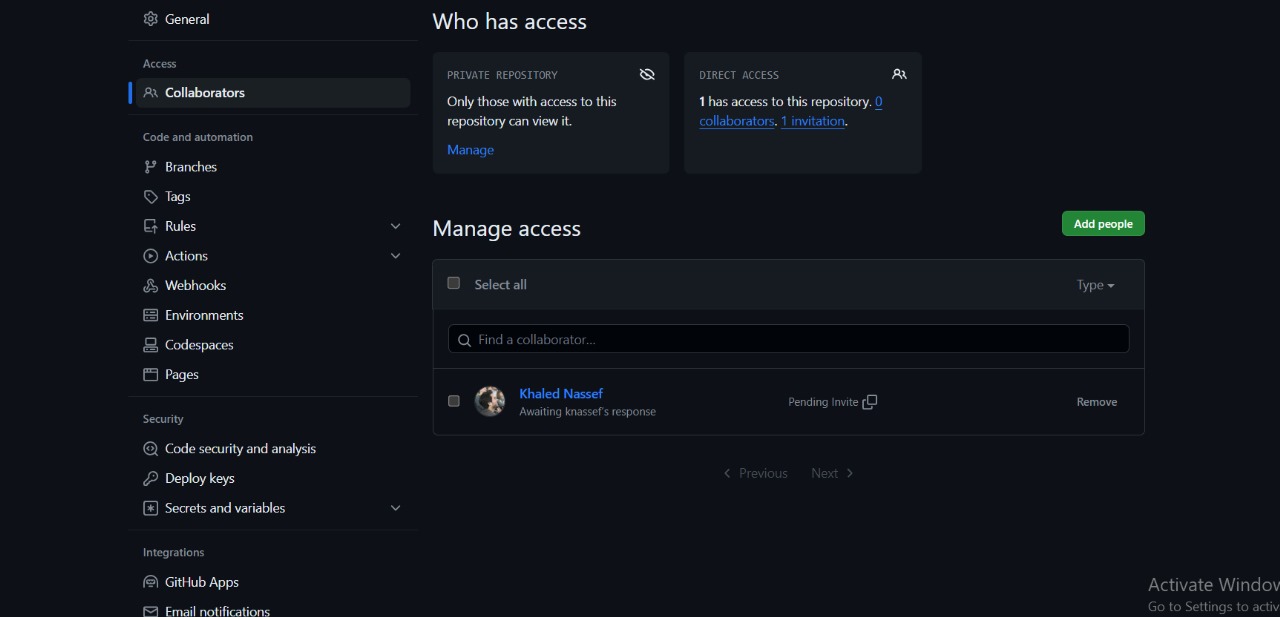 General
Access
Collaborators
Code and automation
Branches
Tags
Rules
Actions
Webhooks
Environments
Codespaces
Pages
Security
Code security and analysis
Deploy keys
Secrets and variables
Integrations
GitHub Apps
Email notifications
Who has access
PRIVATE REPOSITORY
Only those with access to this
repository can view it.
Manage
DIRECT ACCESS
1 has access to this repository. 0
collaborators. 1 invitation.
Manage access
Add people
Select all
Type
Find a collaborator...
Khaled Nassef
Awaiting knassef's response
Pending Invite
Remove
Previous
Next
Activate Window
Go to Settings to activ